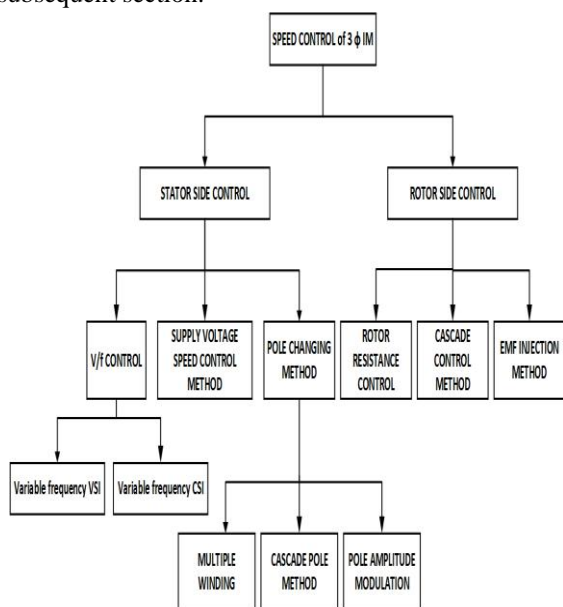 subsequent section.
SPEED CONTROL of 3 ϕ IM
STATOR SIDE CONTROL
ROTOR SIDE CONTROL
V/f CONTROL
SUPPLY VOLTAGE
SPEED CONTROL
METHOD
POLE CHANGING
METHOD
ROTOR
RESISTANCE
CONTROL
CASCADE
CONTROL
METHOD
EMF INJECTION
METHOD
Variable frequency VSI
Variable frequency CSI
MULTIPLE
WINDING
CASCADE POLE
METHOD
POLE AMPLITUDE
MODULATION